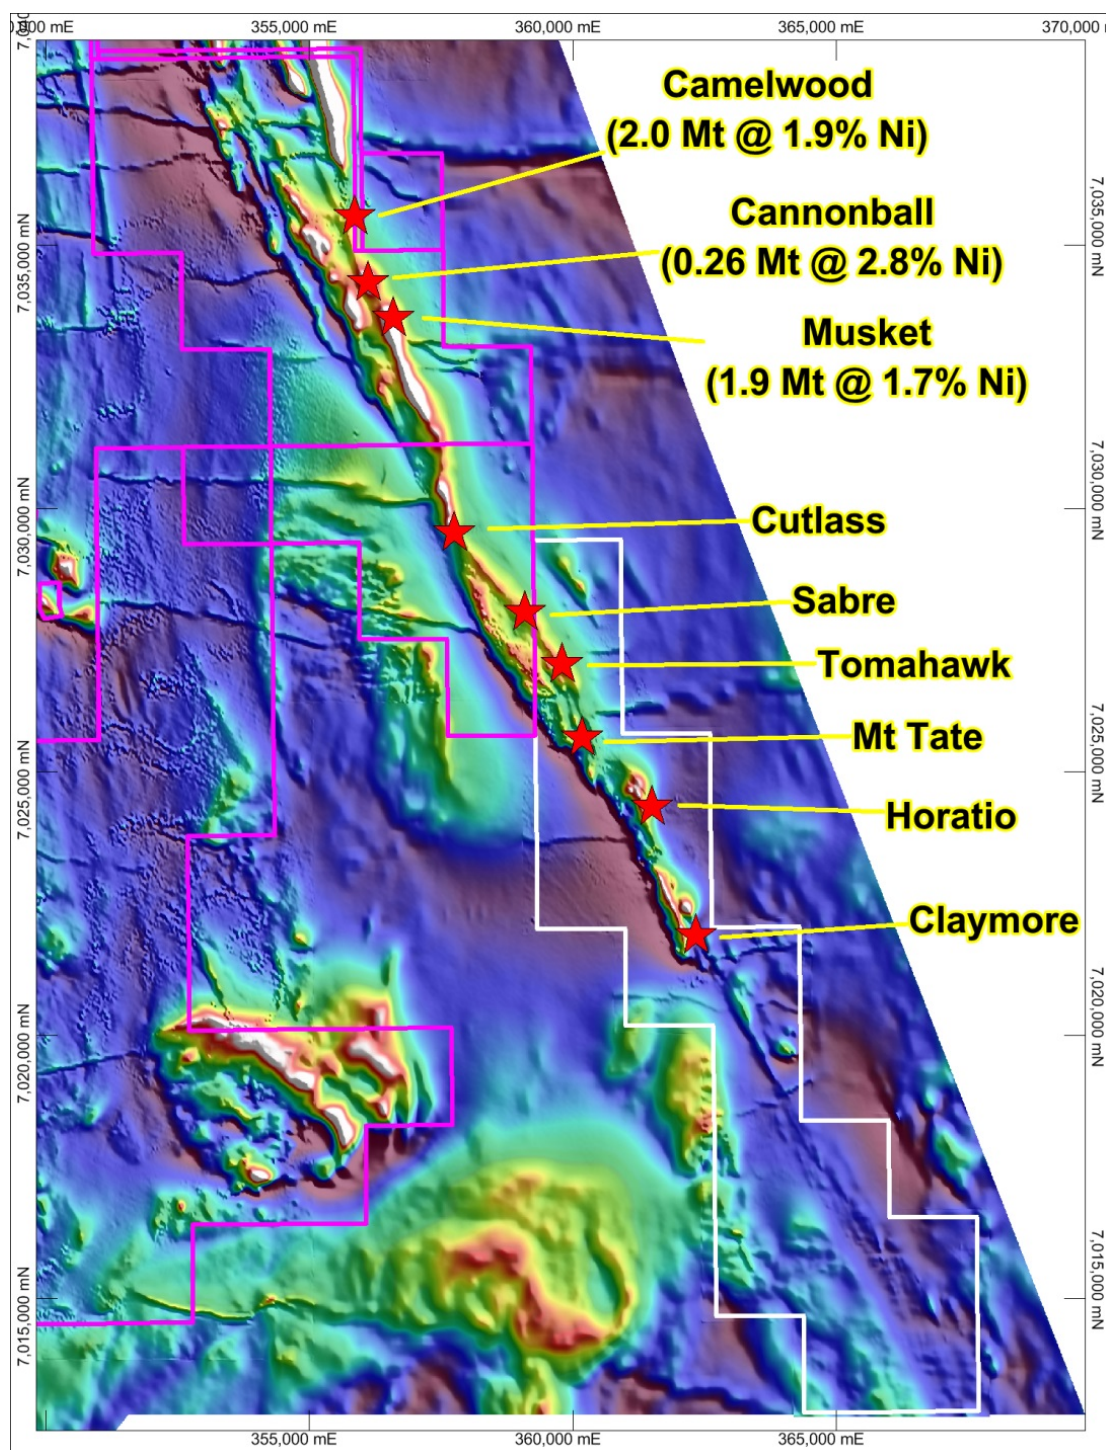 355,000 mE
360,000 mE
365,000 mE
Camelwood
(2.0 Mt @ 1.9% Ni)
Cannonball
(0.26 Mt @ 2.8% Ni)
Musket
(1.9 Mt @ 1.7% Ni)
Cutlass
Sabre
Tomahawk
Mt Tate
Horatio
Claymore
7,035,000 mN
7,030,000 mN
7,025,000 mN
7,020,000 mN
7,015,000 mN
7,035,000 mN
7,030,000 mN
7,025,000 mN
7,020,000 mN
7,015,000 mN
355,000 mE
360,000 mE
365,000 mE